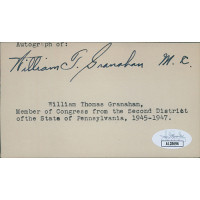 Autograph of:
William T. Granahan M. C.
William Thomas Granahan,
Member of Congress from the Second District
ofthe State of Pennsylvania, 1945-1947.
JSA